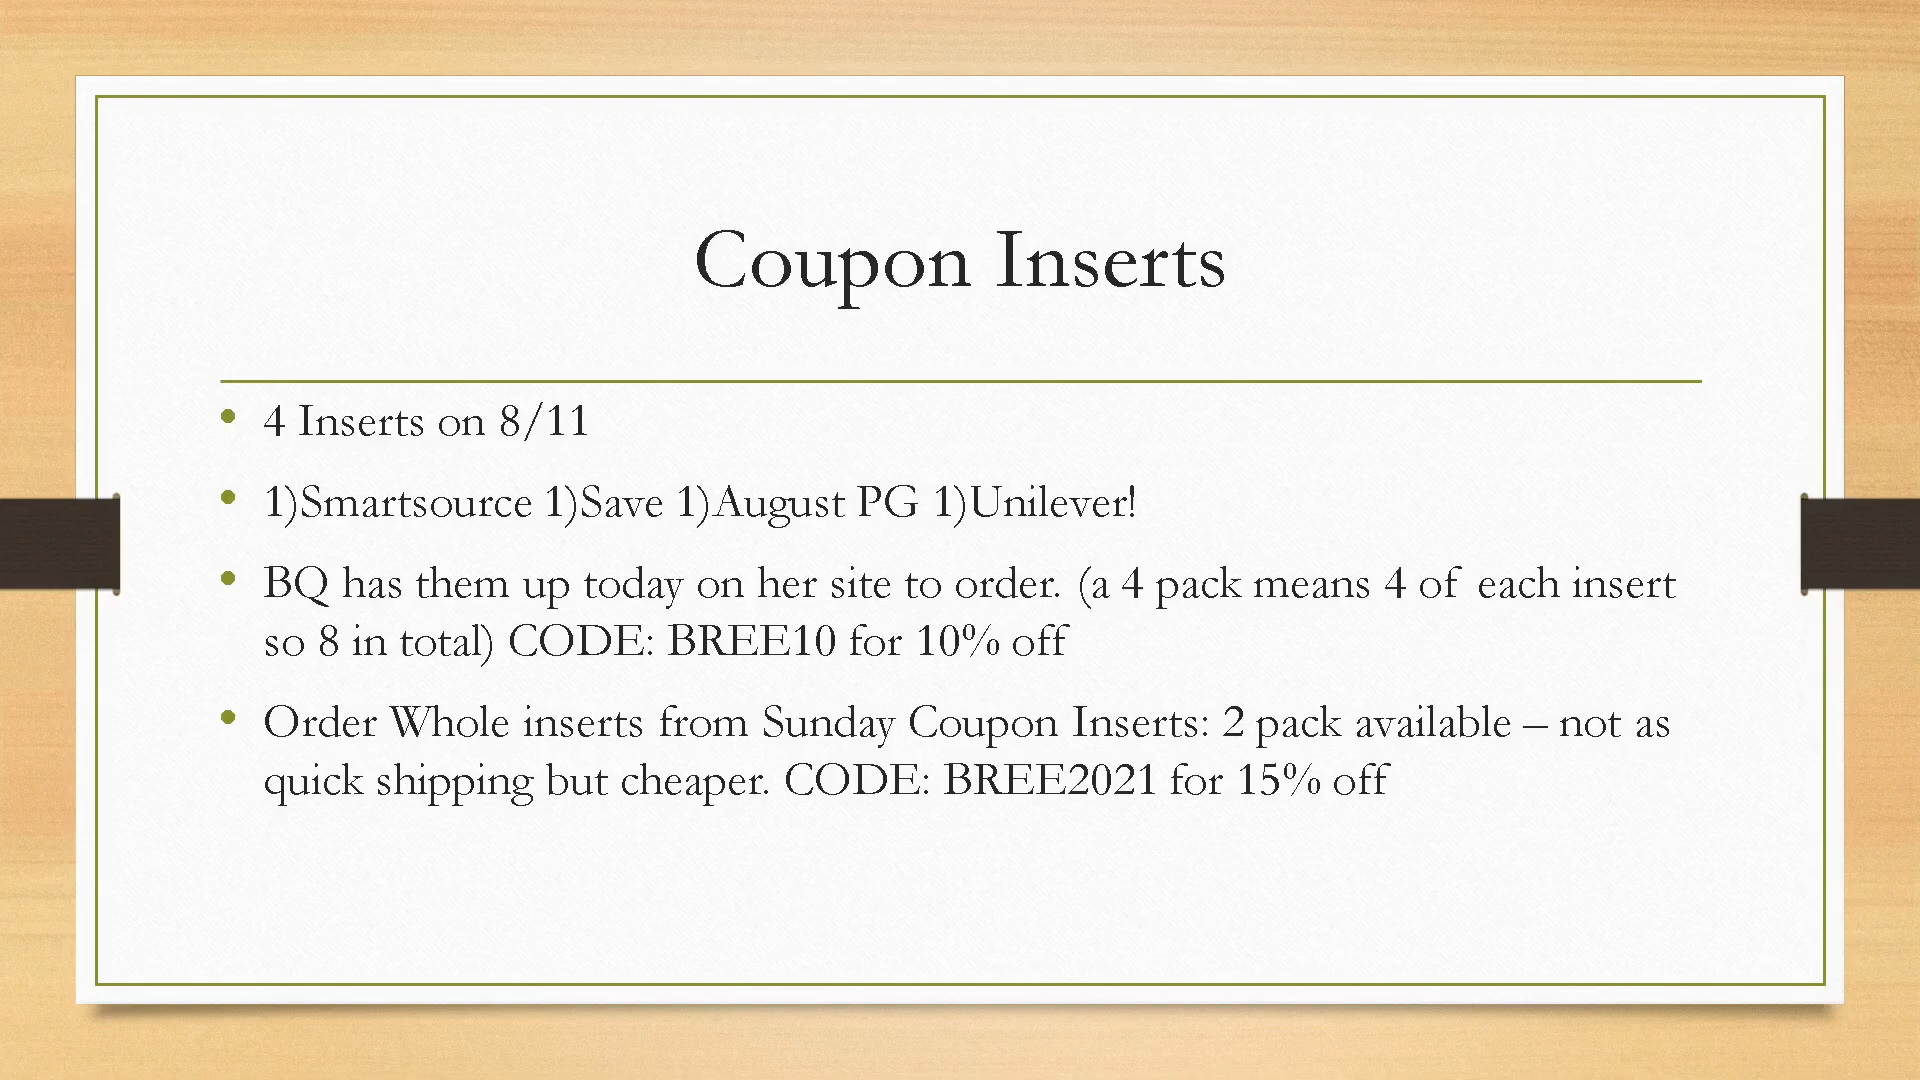 Coupon Inserts
• 4 Inserts on 8/11
• 1)Smartsource 1)Save 1)August PG 1)Unilever!
• BQ has them up today on her site to order. (a 4 pack means 4 of each insert
so 8 in total) CODE: BREE10 for 10% off
• Order Whole inserts from Sunday Coupon Inserts: 2 pack available – not as
quick shipping but cheaper. CODE: BREE2021 for 15% off